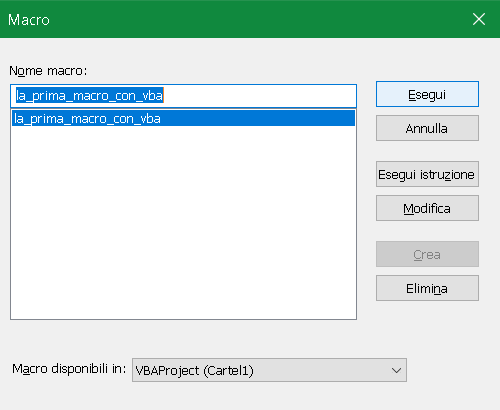 Macro
Nome macro:
la_prima_macro_con_vba
la_prima_macro_con_vba
Esegui
Annulla
Esegui istruzione
Modifica
Crea
Elimina
Macro disponibili in: VBAProject (Cartel1)